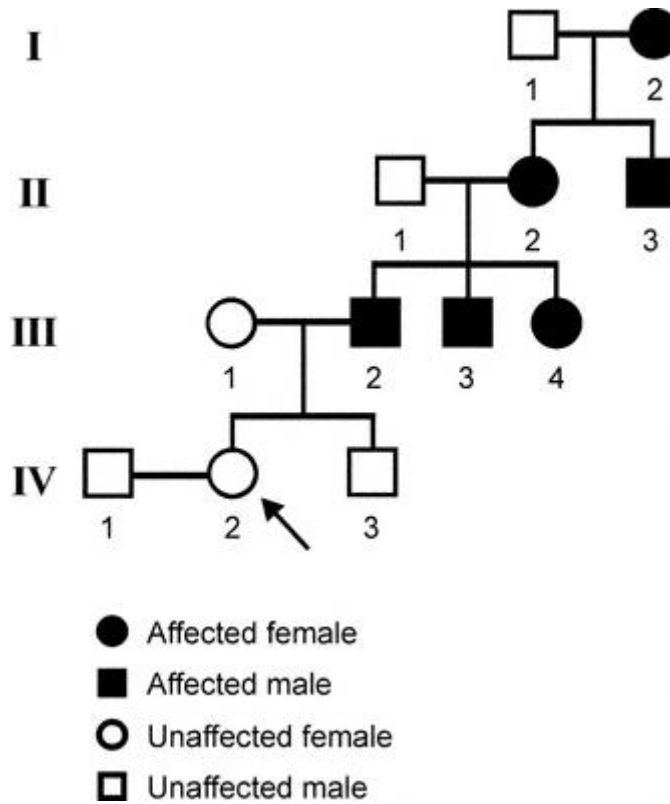 I
1 2
II
1 2 3
III
1 2 3 4
IV
1 2 3
Affected female
Affected male
Unaffected female
Unaffected male